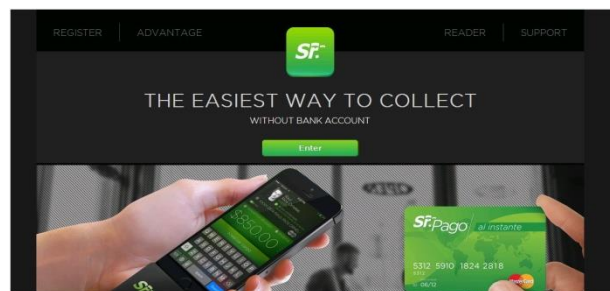 REGISTER ADVANTAGE READER SUPPORT
SF:
THE EASIEST WAY TO COLLECT
WITHOUT BANK ACCOUNT
Enter
$850.00
SF:
SF:Pago al instante
5312 5910 1824 2818
06/12